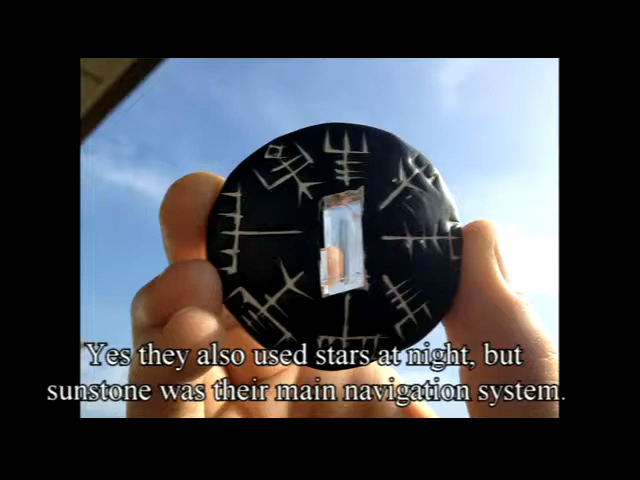 Yes they also used stars at night, but
sunstone was their main navigation system.